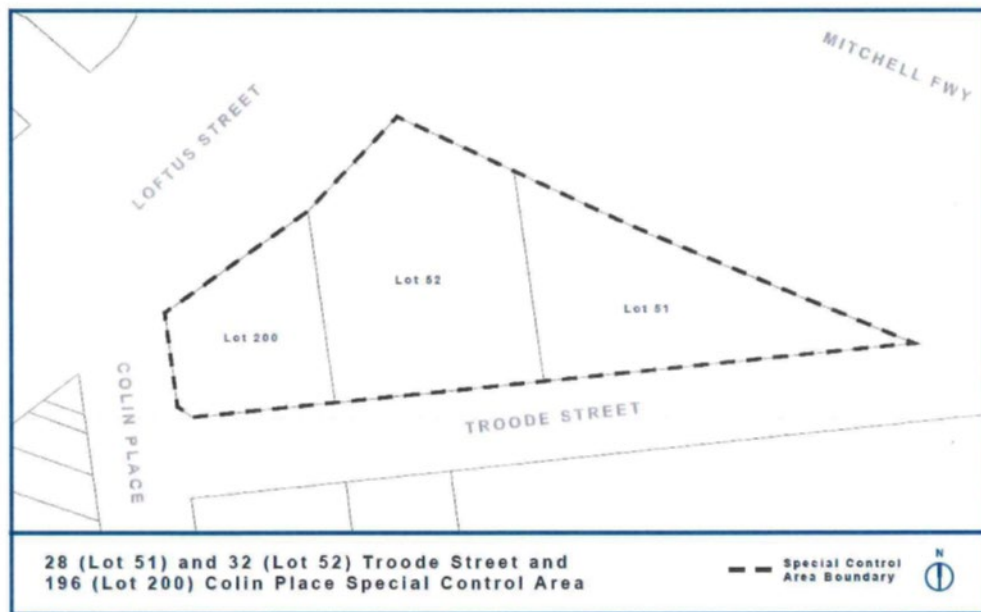 MITCHELL FWY
LOFTUS STREET
Lot 52
Lot 51
Lot 200
COLIN PLACE
TROODE STREET
28 (Lot 51) and 32 (Lot 52) Troode Street and
196 (Lot 200) Colin Place Special Control Area
Special Control
Area Boundary
N